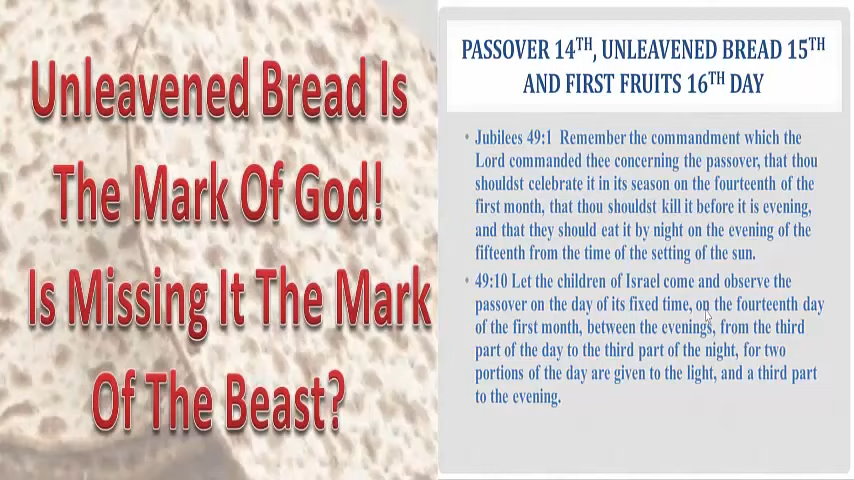 Unleavened Bread Is
The Mark Of God!
Is Missing It The Mark
Of The Beast?
PASSOVER 14TH, UNLEAVENED BREAD 15TH
AND FIRST FRUITS 16TH DAY
• Jubilees 49:1 Remember the commandment which the
Lord commanded thee concerning the passover, that thou
shouldst celebrate it in its season on the fourteenth of the
first month, that thou shouldst kill it before it is evening,
and that they should eat it by night on the evening of the
fifteenth from the time of the setting of the sun.
• 49:10 Let the children of Israel come and observe the
passover on the day of its fixed time, on the fourteenth day
of the first month, between the evenings, from the third
part of the day to the third part of the night, for two
portions of the day are given to the light, and a third part
to the evening.